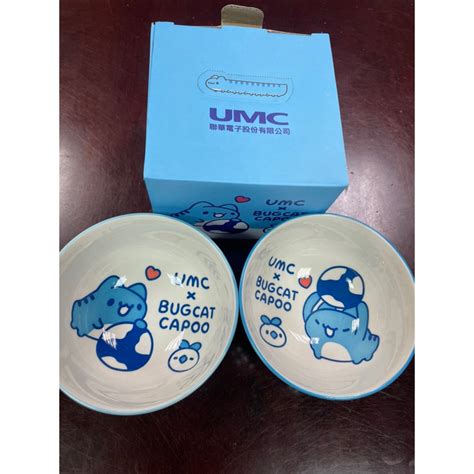 UMC
聯華電子股份有限公司
UMC
×
BUGCAT
CAPOO
UMC
×
BUGCAT
CAPOO
UMC
×
BUGCAT
CAPOO